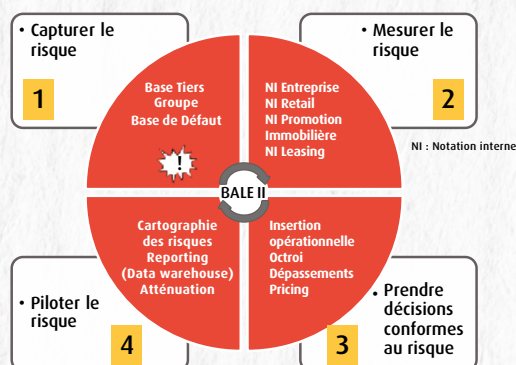 • Capturer le
risque
1
Base Tiers
Groupe
Base de Défaut
!
• Mesurer le
risque
2
NI Entreprise
NI Retail
NI Promotion
Immobilière
NI Leasing
NI : Notation interne
BALE II
Insertion
opérationnelle
Octroi
Dépassements
Pricing
• Prendre
décisions
conformes
au risque
3
Cartographie
des risques
Reporting
(Data warehouse)
Atténuation
• Piloter le
risque
4